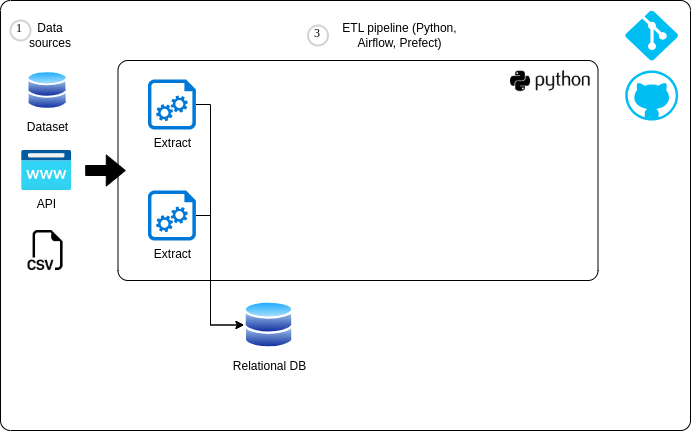 1
Data
sources
3
ETL pipeline (Python,
Airflow, Prefect)
python
Dataset
Extract
WWW
API
Extract
CSV
Relational DB